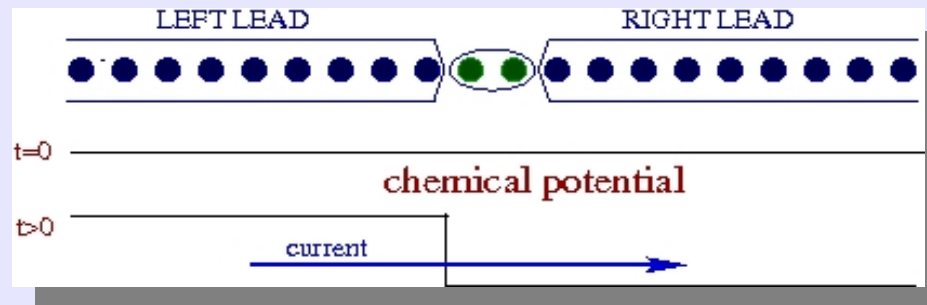 LEFT LEAD
RIGHT LEAD
t=0
chemical potential
t>0
current